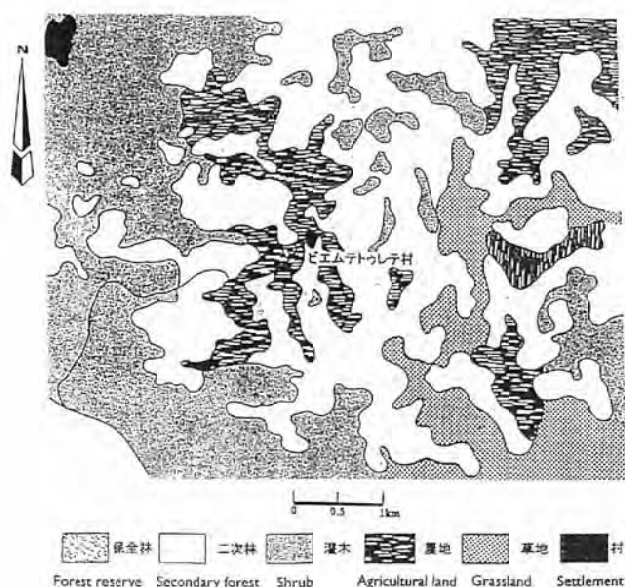 N
ビエムテトゥレテ村
0 0.5 1km
保全林 二次林 灌木 農地 草地 村
Forest reserve Secondary forest Shrub Agricultural land Grassland Settlement